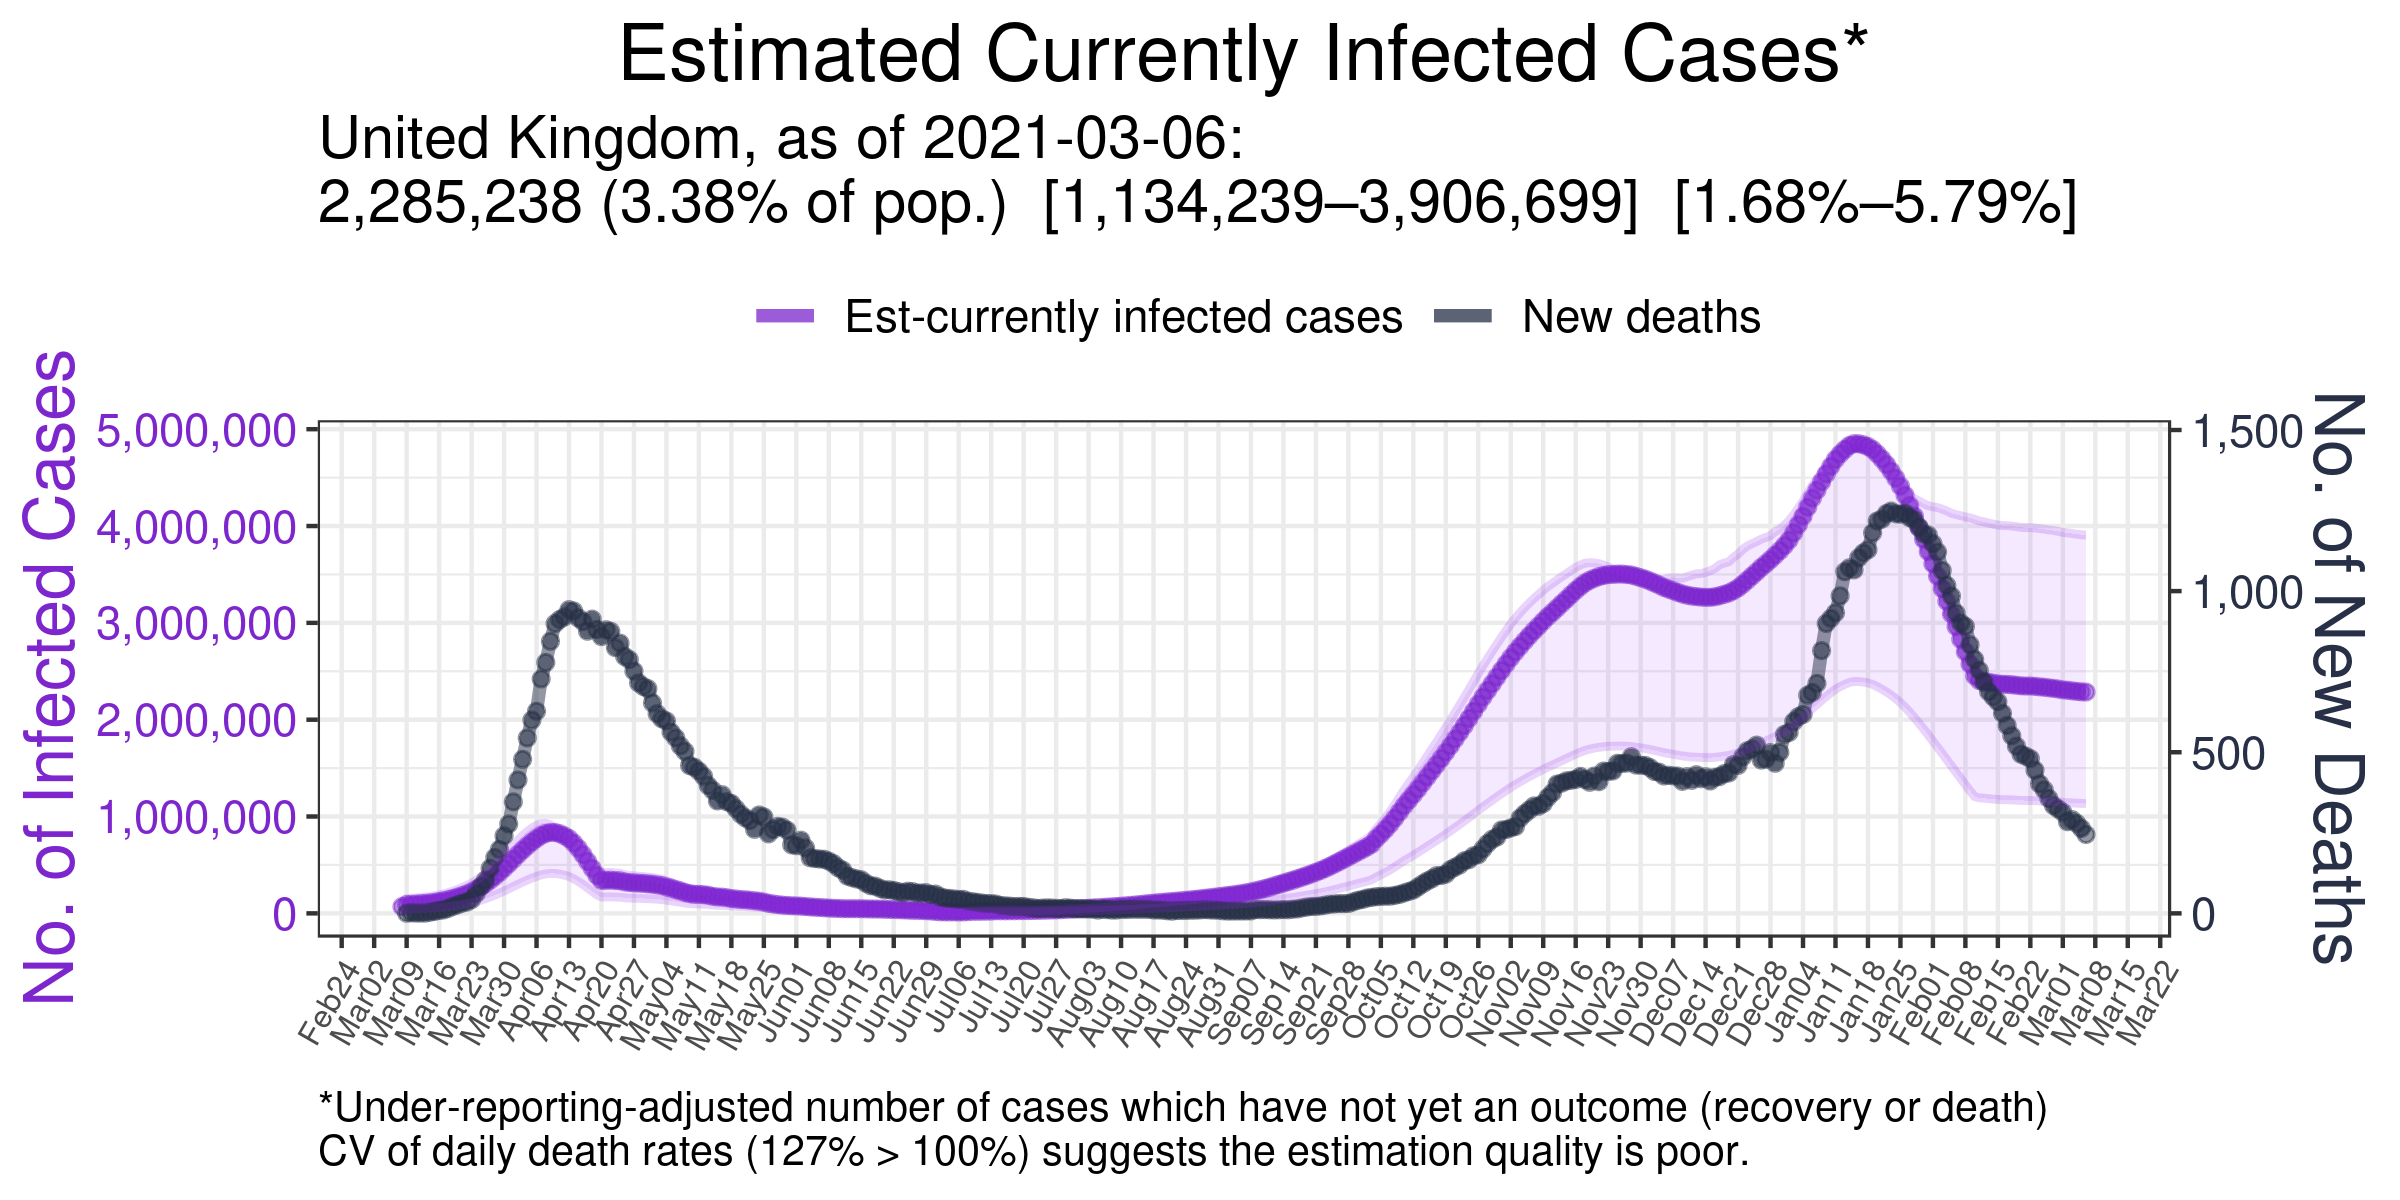 Estimated Currently Infected Cases*
United Kingdom, as of 2021-03-06:
2,285,238 (3.38% of pop.) [1,134,239–3,906,699] [1.68%–5.79%]
Est-currently infected cases
New deaths
No. of Infected Cases
5,000,000
4,000,000
3,000,000
2,000,000
1,000,000
0
1,500
1,000
500
0
No. of New Deaths
Feb24
Mar02
Mar09
Mar16
Mar23
Mar30
Apr06
Apr13
Apr20
Apr27
May04
May11
May18
May25
Jun01
Jun08
Jun15
Jun22
Jun29
Jul06
Jul13
Jul20
Jul27
Aug03
Aug10
Aug17
Aug24
Aug31
Sep07
Sep14
Sep21
Sep28
Oct05
Oct12
Oct19
Oct26
Nov02
Nov09
Nov16
Nov23
Nov30
Dec07
Dec14
Dec21
Dec28
Jan04
Jan11
Jan18
Jan25
Feb01
Feb08
Feb15
Feb22
Mar01
Mar08
Mar15
Mar22
*Under-reporting-adjusted number of cases which have not yet an outcome (recovery or death)
CV of daily death rates (127% > 100%) suggests the estimation quality is poor.